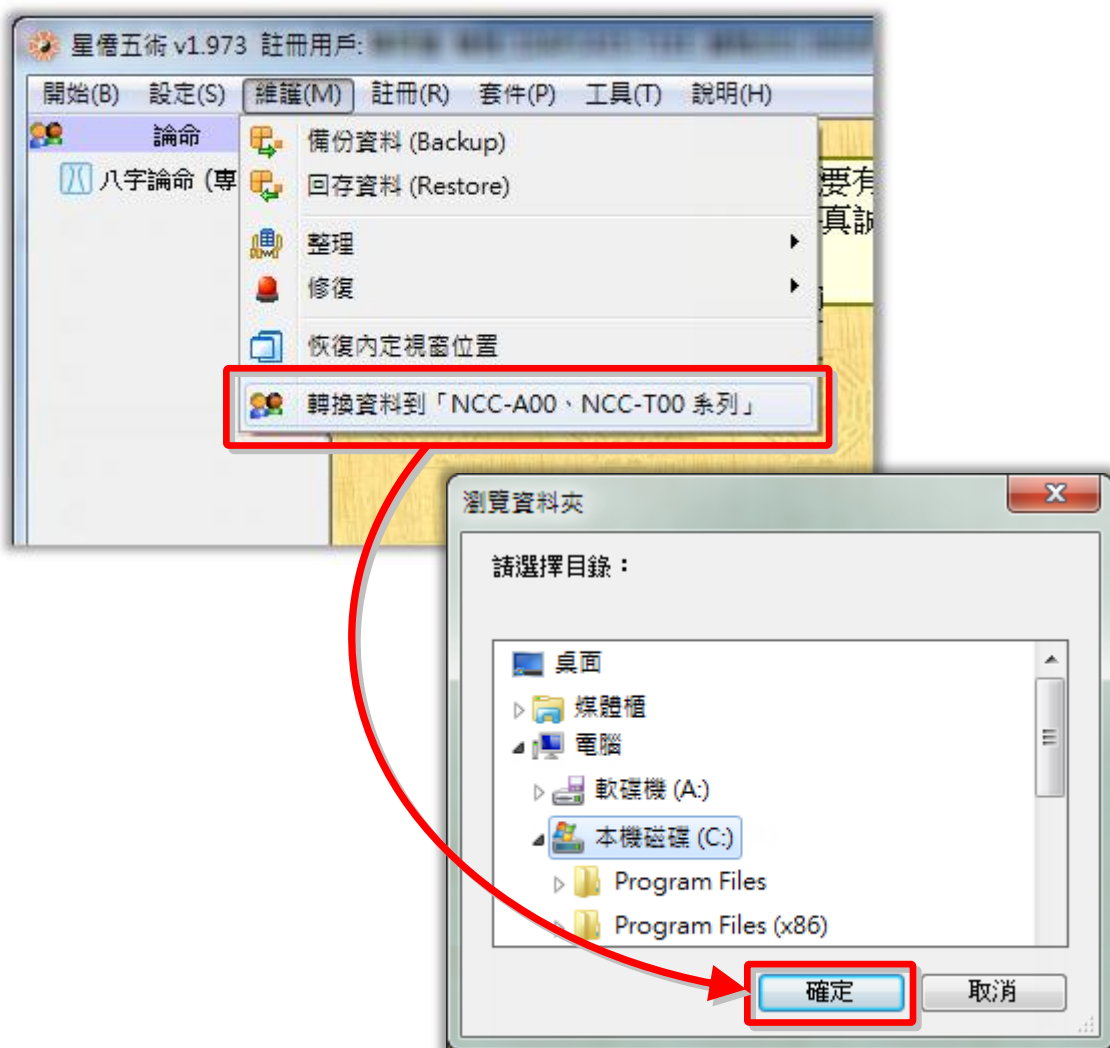 星僑五術 v1.973 註冊用戶:
開始(B) 設定(S) 維護(M) 註冊(R) 套件(P) 工具(T) 說明(H)
論命
八字論命 (專
備份資料 (Backup)
回存資料 (Restore)
整理
修復
恢復內定視窗位置
轉換資料到「NCC-A00、NCC-T00 系列」
要有
真誠
瀏覽資料夾
請選擇目錄：
桌面
媒體櫃
電腦
軟碟機 (A:)
本機磁碟 (C:)
Program Files
Program Files (x86)
確定 取消